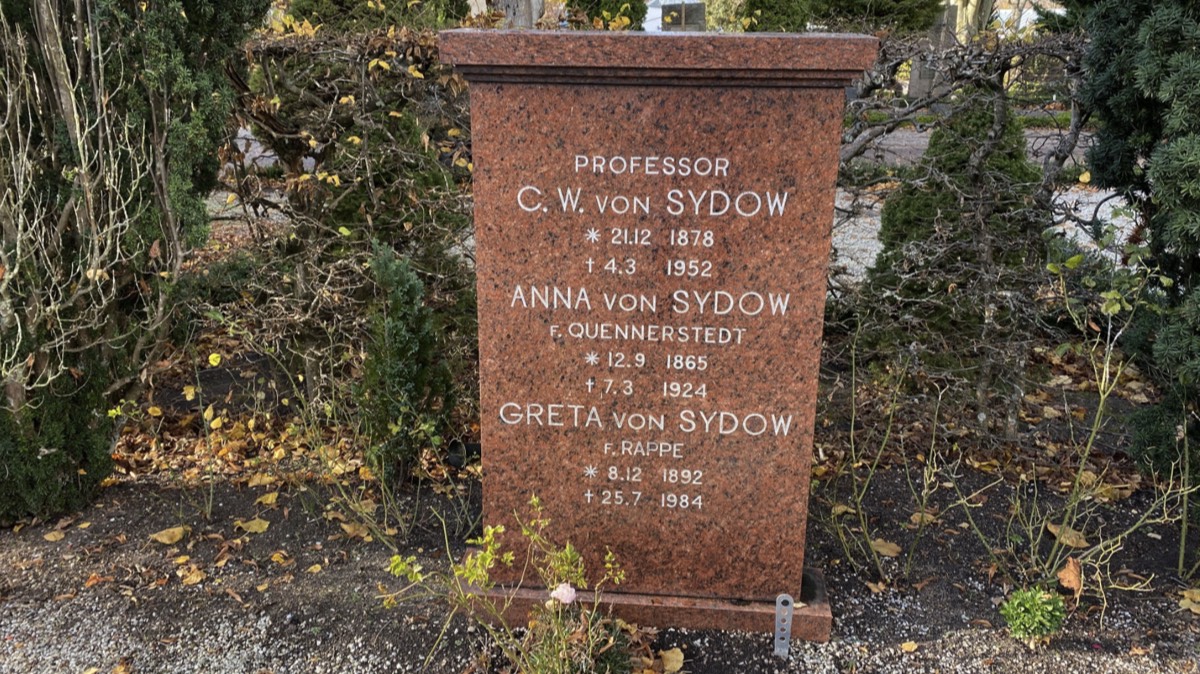 PROFESSOR
C. W. VON SYDOW
* 21.12 1878
† 4.3 1952
ANNA VON SYDOW
F. QUENNERSTEDT
* 12.9 1865
† 7.3 1924
GRETA VON SYDOW
F. RAPPE
* 8.12 1892
† 25.7 1984